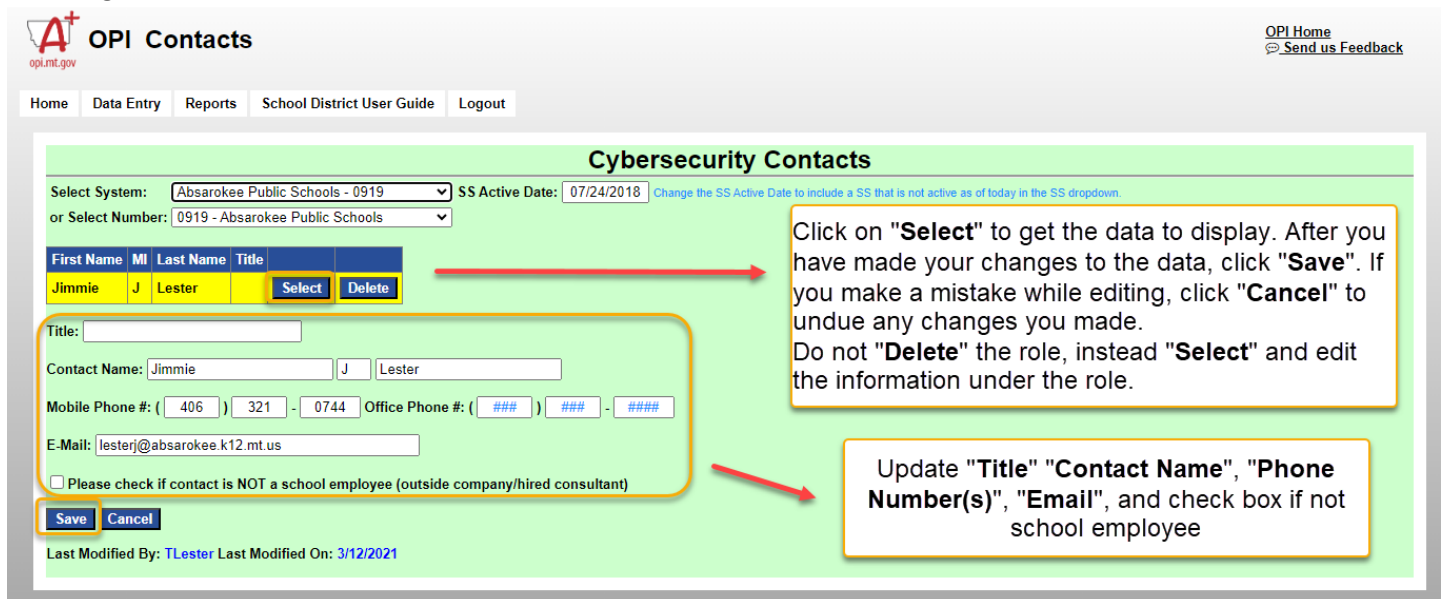 A+ OPI Contacts
opi.mt.gov
OPI Home
Send us Feedback
Home Data Entry Reports School District User Guide Logout
Cybersecurity Contacts
Select System: Absarokee Public Schools - 0919 SS Active Date: 07/24/2018 Change the SS Active Date to include a SS that is not active as of today in the SS dropdown.
or Select Number: 0919 - Absarokee Public Schools
First Name MI Last Name Title
Jimmie J Lester Select Delete
Title:
Contact Name: Jimmie J Lester
Mobile Phone #: ( 406 ) 321 - 0744 Office Phone #: ( ### ) ### - ####
E-Mail: lesterj@absarokee.k12.mt.us
Please check if contact is NOT a school employee (outside company/hired consultant)
Save Cancel
Last Modified By: TLester Last Modified On: 3/12/2021
Click on "Select" to get the data to display. After you
have made your changes to the data, click "Save". If
you make a mistake while editing, click "Cancel" to
undue any changes you made.
Do not "Delete" the role, instead "Select" and edit
the information under the role.
Update "Title" "Contact Name", "Phone
Number(s)", "Email", and check box if not
school employee